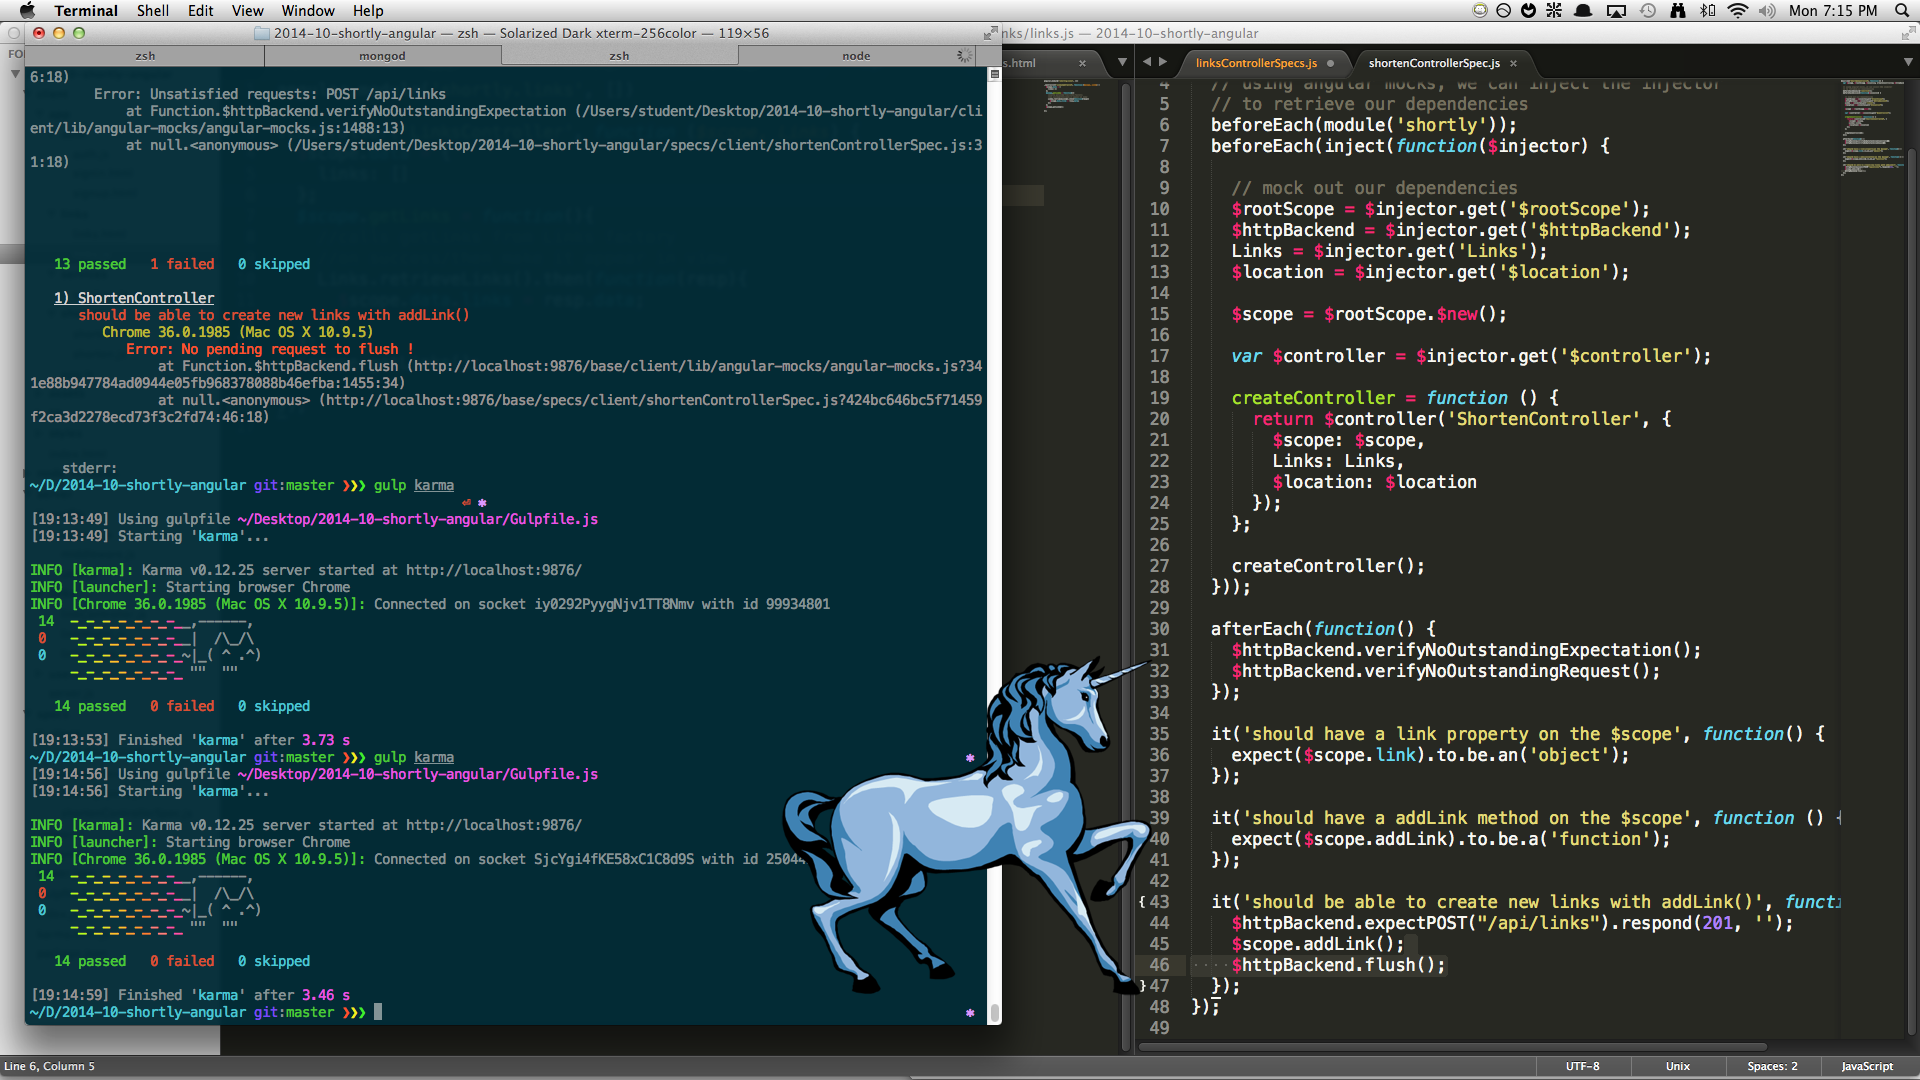 Terminal Shell Edit View Window Help
Mon 7:15 PM
2014-10-shortly-angular — zsh — Solarized Dark xterm-256color — 119×56
zsh mongod zsh node
6:18)
Error: Unsatisfied requests: POST /api/links
at Function.$httpBackend.verifyNoOutstandingExpectation (/Users/student/Desktop/2014-10-shortly-angular/cli
ent/lib/angular-mocks/angular-mocks.js:1488:13)
at null.<anonymous> (/Users/student/Desktop/2014-10-shortly-angular/specs/client/shortenControllerSpec.js:3
1:18)
13 passed 1 failed 0 skipped
1) ShortenController
should be able to create new links with addLink()
Chrome 36.0.1985 (Mac OS X 10.9.5)
Error: No pending request to flush !
at Function.$httpBackend.flush (http://localhost:9876/base/client/lib/angular-mocks/angular-mocks.js?34
1e88b947784ad0944e05fb968378088b46efba:1455:34)
at null.<anonymous> (http://localhost:9876/base/specs/client/shortenControllerSpec.js?424bc646bc5f71459
f2ca3d2278ecd73f3c2fd74:46:18)
stderr:
~/D/2014-10-shortly-angular git:master ❯❯❯ gulp karma
⏎ ✱
[19:13:49] Using gulpfile ~/Desktop/2014-10-shortly-angular/Gulpfile.js
[19:13:49] Starting 'karma'...
INFO [karma]: Karma v0.12.25 server started at http://localhost:9876/
INFO [launcher]: Starting browser Chrome
INFO [Chrome 36.0.1985 (Mac OS X 10.9.5)]: Connected on socket iy0292PyygNjv1TT8Nmv with id 99934801
14 -_-_-_-_-_-_-_-__,------,
0 -_-_-_-_-_-_-_-__|  /\_/\
0 -_-_-_-_-_-_-_-_~|_( ^ .^)
-_-_-_-_-_-_-_-_ ""  ""
14 passed 0 failed 0 skipped
[19:13:53] Finished 'karma' after 3.73 s
~/D/2014-10-shortly-angular git:master ❯❯❯ gulp karma ✱
[19:14:56] Using gulpfile ~/Desktop/2014-10-shortly-angular/Gulpfile.js
[19:14:56] Starting 'karma'...
INFO [karma]: Karma v0.12.25 server started at http://localhost:9876/
INFO [launcher]: Starting browser Chrome
INFO [Chrome 36.0.1985 (Mac OS X 10.9.5)]: Connected on socket SjcYgi4fKE58xC1C8d9S with id 25044
14 -_-_-_-_-_-_-_-__,------,
0 -_-_-_-_-_-_-_-__|  /\_/\
0 -_-_-_-_-_-_-_-_~|_( ^ .^)
-_-_-_-_-_-_-_-_ ""  ""
14 passed 0 failed 0 skipped
[19:14:59] Finished 'karma' after 3.46 s
~/D/2014-10-shortly-angular git:master ❯❯❯ ✱
nks/links.js — 2014-10-shortly-angular
s.html
linksControllerSpecs.js
shortenControllerSpec.js
4 // using angular mocks, we can inject the injector
5 // to retrieve our dependencies
6 beforeEach(module('shortly'));
7 beforeEach(inject(function($injector) {
8
9 // mock out our dependencies
10 $rootScope = $injector.get('$rootScope');
11 $httpBackend = $injector.get('$httpBackend');
12 Links = $injector.get('Links');
13 $location = $injector.get('$location');
14
15 $scope = $rootScope.$new();
16
17 var $controller = $injector.get('$controller');
18
19 createController = function () {
20 return $controller('ShortenController', {
21 $scope: $scope,
22 Links: Links,
23 $location: $location
24 });
25 };
26
27 createController();
28 }));
29
30 afterEach(function() {
31 $httpBackend.verifyNoOutstandingExpectation();
32 $httpBackend.verifyNoOutstandingRequest();
33 });
34
35 it('should have a link property on the $scope', function() {
36 expect($scope.link).to.be.an('object');
37 });
38
39 it('should have a addLink method on the $scope', function () {
40 expect($scope.addLink).to.be.a('function');
41 });
42
43 it('should be able to create new links with addLink()', functi
44 $httpBackend.expectPOST("/api/links").respond(201, '');
45 $scope.addLink();
46 $httpBackend.flush();
47 });
48 });
49
Line 6, Column 5
UTF-8 Unix Spaces: 2 JavaScript